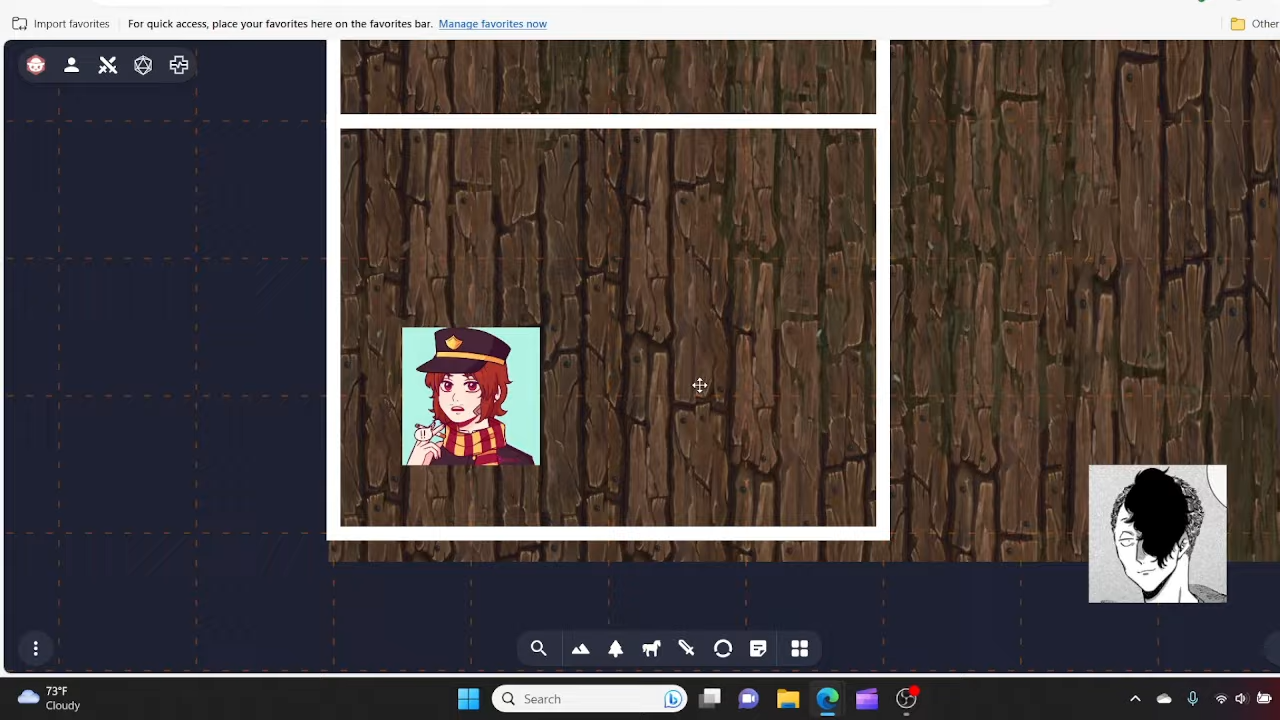 Import favorites For quick access, place your favorites here on the favorites bar. Manage favorites now Other
73°F Search
Cloudy